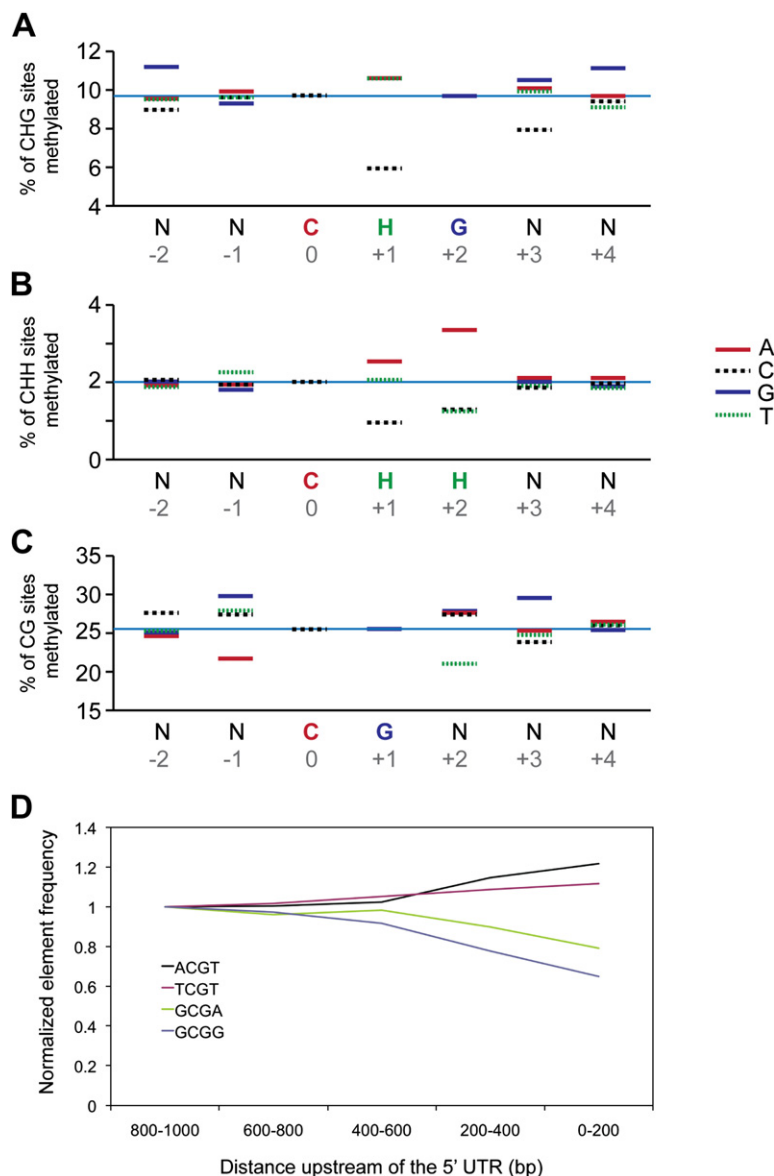 A
% of CHG sites
methylated
12
10
8
6
4
N N C H G N N
-2 -1 0 +1 +2 +3 +4
B
% of CHH sites
methylated
4
2
0
N N C H H N N
-2 -1 0 +1 +2 +3 +4
A
C
G
T
C
% of CG sites
methylated
35
30
25
20
15
N N C G N N N
-2 -1 0 +1 +2 +3 +4
D
Normalized element frequency
1.4
1.2
1
0.8
0.6
0.4
0.2
0
ACGT
TCGT
GCGA
GCGG
800-1000 600-800 400-600 200-400 0-200
Distance upstream of the 5' UTR (bp)